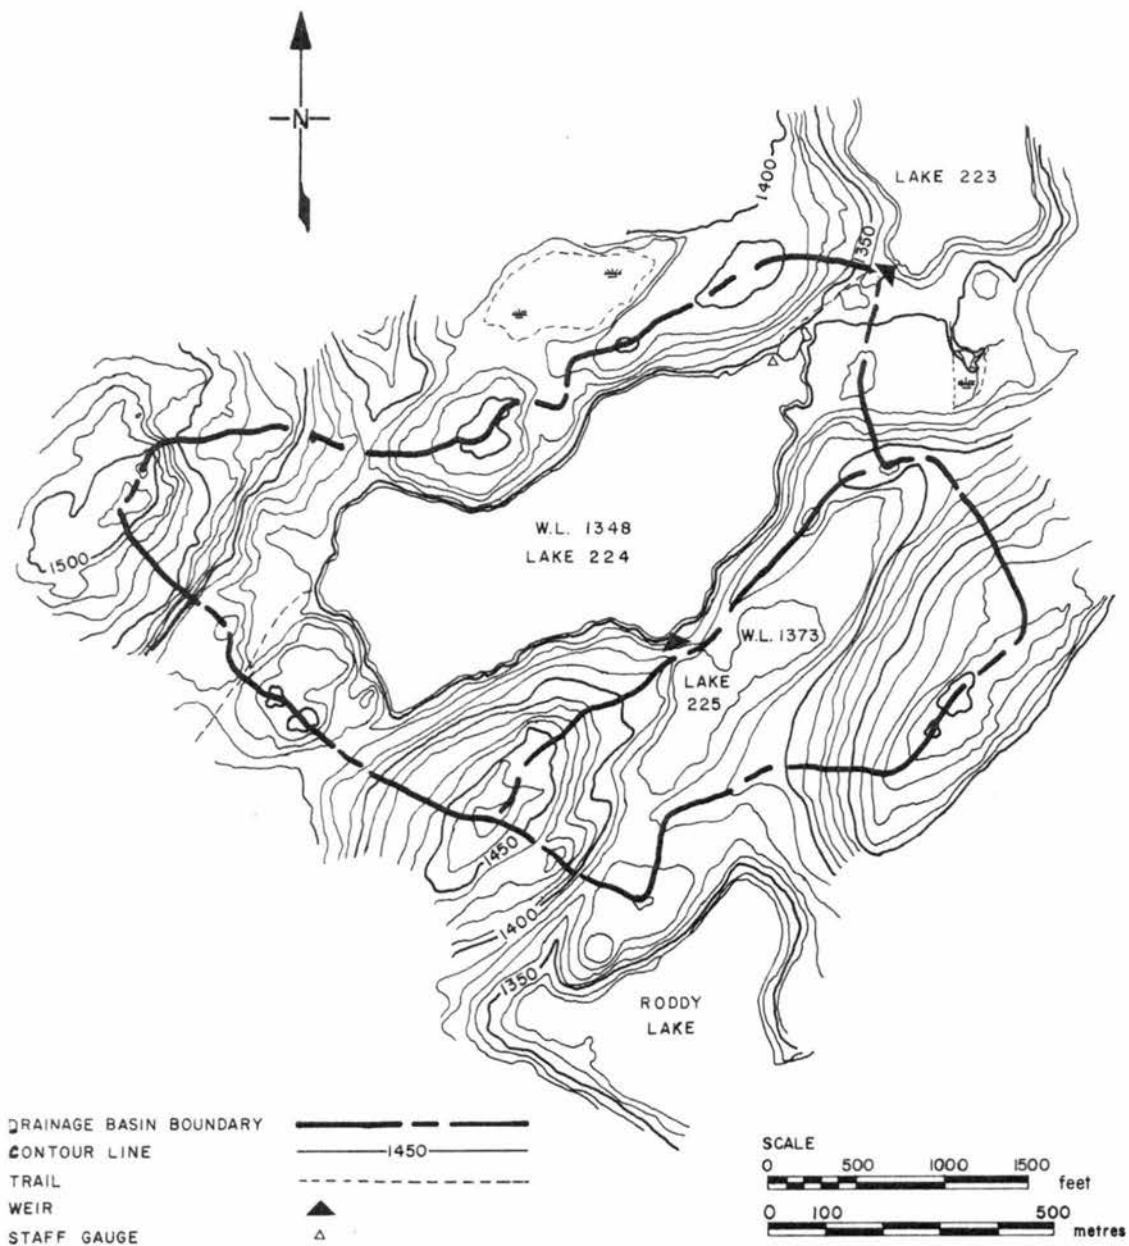 N
LAKE 223
1400
1350
1500
W.L. 1348
LAKE 224
W.L. 1373
LAKE
225
1450
1400
1350
RODDY
LAKE
DRAINAGE BASIN BOUNDARY
CONTOUR LINE
1450
TRAIL
WEIR
STAFF GAUGE
SCALE
0 500 1000 1500
feet
0 100 500
metres